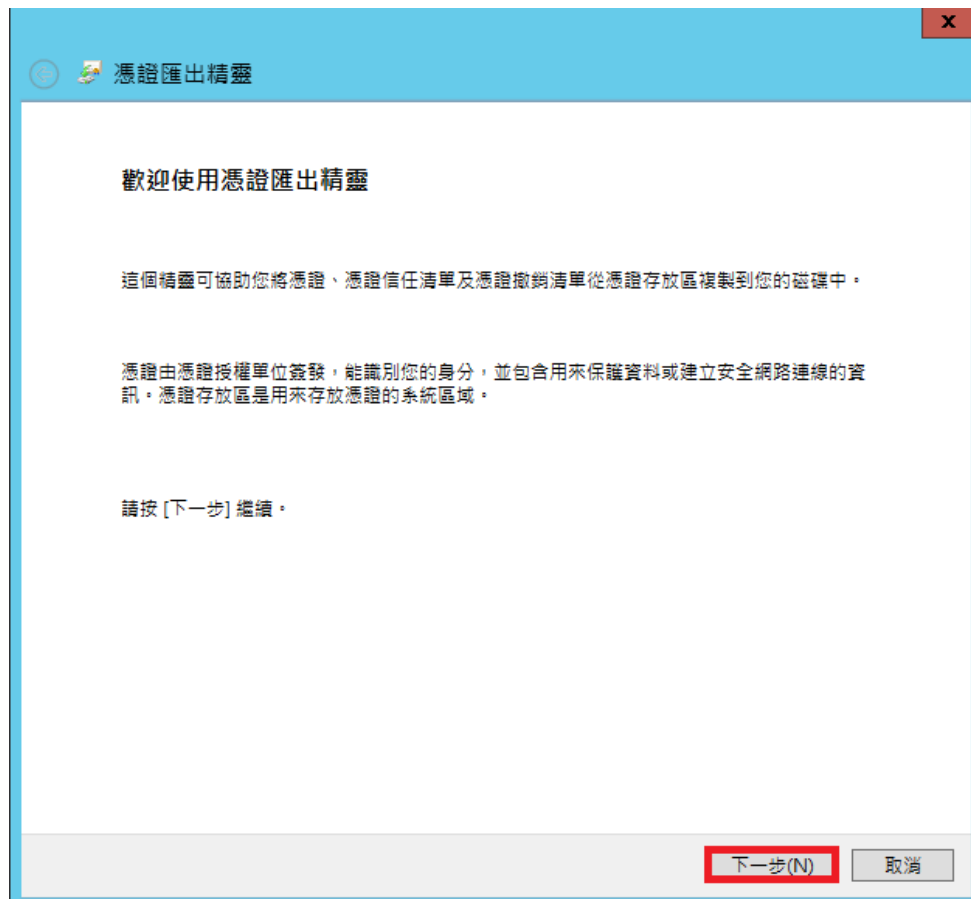 x
憑證匯出精靈
歡迎使用憑證匯出精靈
這個精靈可協助您將憑證、憑證信任清單及憑證撤銷清單從憑證存放區複製到您的磁碟中。
憑證由憑證授權單位簽發，能識別您的身分，並包含用來保護資料或建立安全網路連線的資
訊。憑證存放區是用來存放憑證的系統區域。
請按 [下一步] 繼續。
下一步(N) 取消